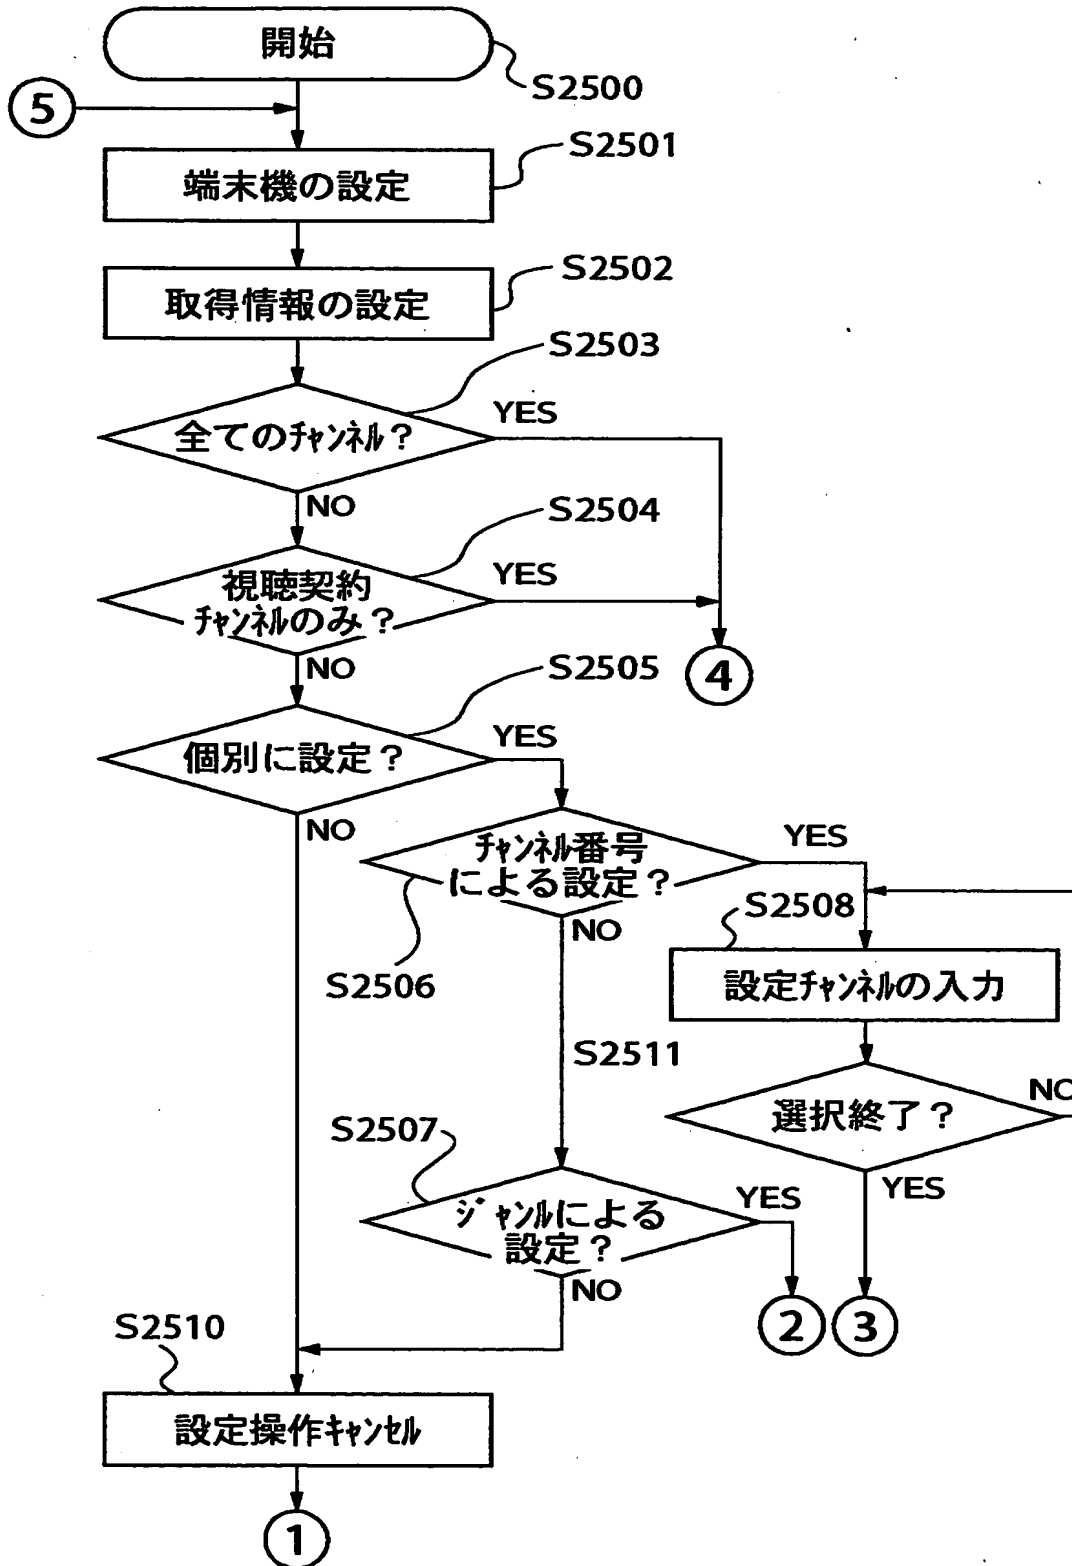 開始
S2500
⑤
S2501
端末機の設定
S2502
取得情報の設定
S2503
全てのチャンネル?
YES
NO
S2504
視聴契約
チャンネルのみ?
YES
NO
④
S2505
個別に設定?
YES
NO
チャンネル番号
による設定?
YES
NO
S2506
S2508
設定チャンネルの入力
S2511
選択終了?
NO
YES
S2507
ジャンルによる
設定?
YES
NO
②
③
S2510
設定操作キャンセル
①